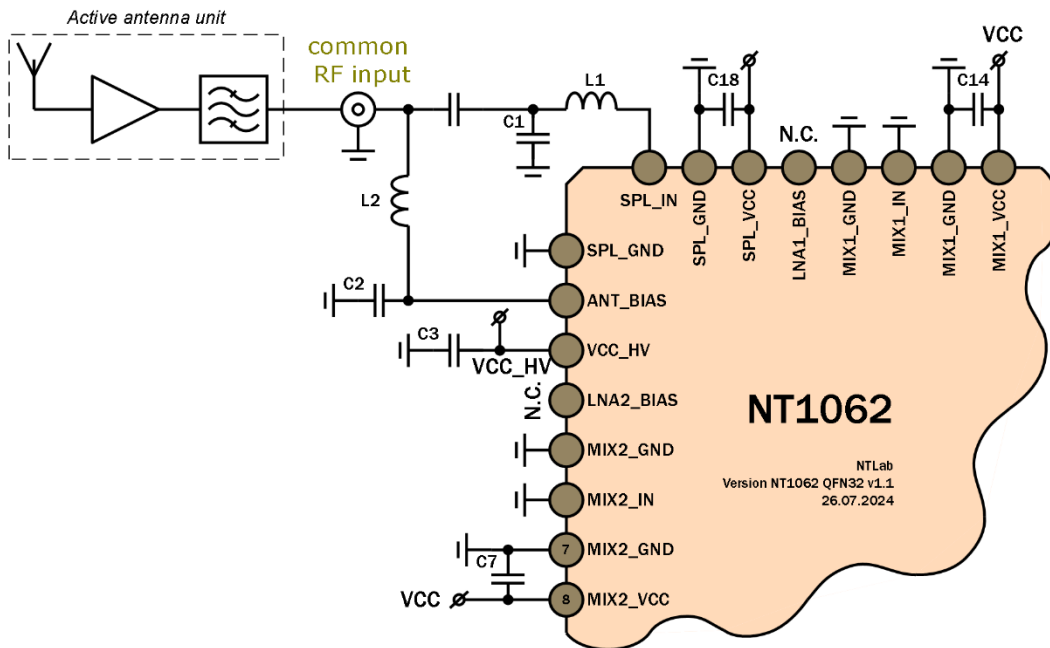 Active antenna unit
common
RF input
L1
C1
L2
C18
VCC
C14
N.C.
SPL_IN
SPL_GND
SPL_VCC
LNA1_BIAS
MIX1_GND
MIX1_IN
MIX1_GND
MIX1_VCC
SPL_GND
C2
ANT_BIAS
C3
VCC_HV
VCC_HV
N.C.
LNA2_BIAS
MIX2_GND
MIX2_IN
C7
7
MIX2_GND
VCC
8
MIX2_VCC
NT1062
NTLab
Version NT1062 QFN32 v1.1
26.07.2024